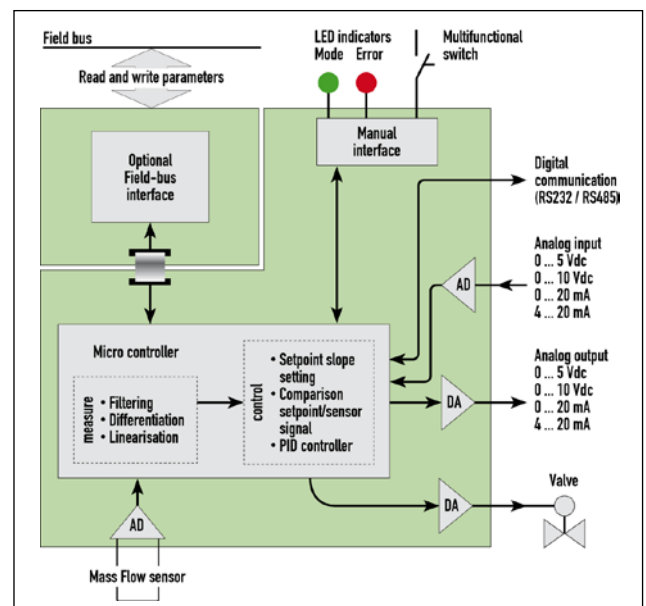 Field bus
Read and write parameters
LED indicators
Mode Error
Multifunctional
switch
Optional
Field-bus
interface
Manual
interface
Digital
communication
(RS232 / RS485)
Analog input
0 ... 5 Vdc
0 ... 10 Vdc
0 ... 20 mA
4 ... 20 mA
AD
Micro controller
measure
• Filtering
• Differentiation
• Linearisation
control
• Setpoint slope
setting
• Comparison
setpoint/sensor
signal
• PID controller
DA
Analog output
0 ... 5 Vdc
0 ... 10 Vdc
0 ... 20 mA
4 ... 20 mA
DA
Valve
AD
Mass Flow sensor